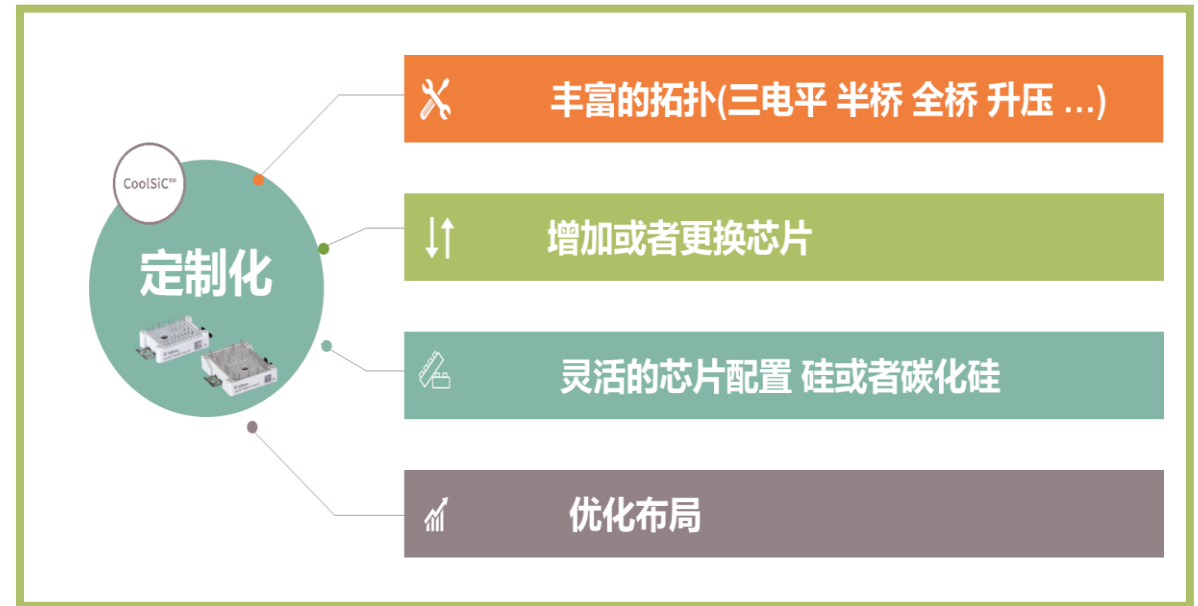 丰富的拓扑(三电平 半桥 全桥 升压 ...)
CoolSiC™
增加或者更换芯片
定制化
灵活的芯片配置 硅或者碳化硅
优化布局